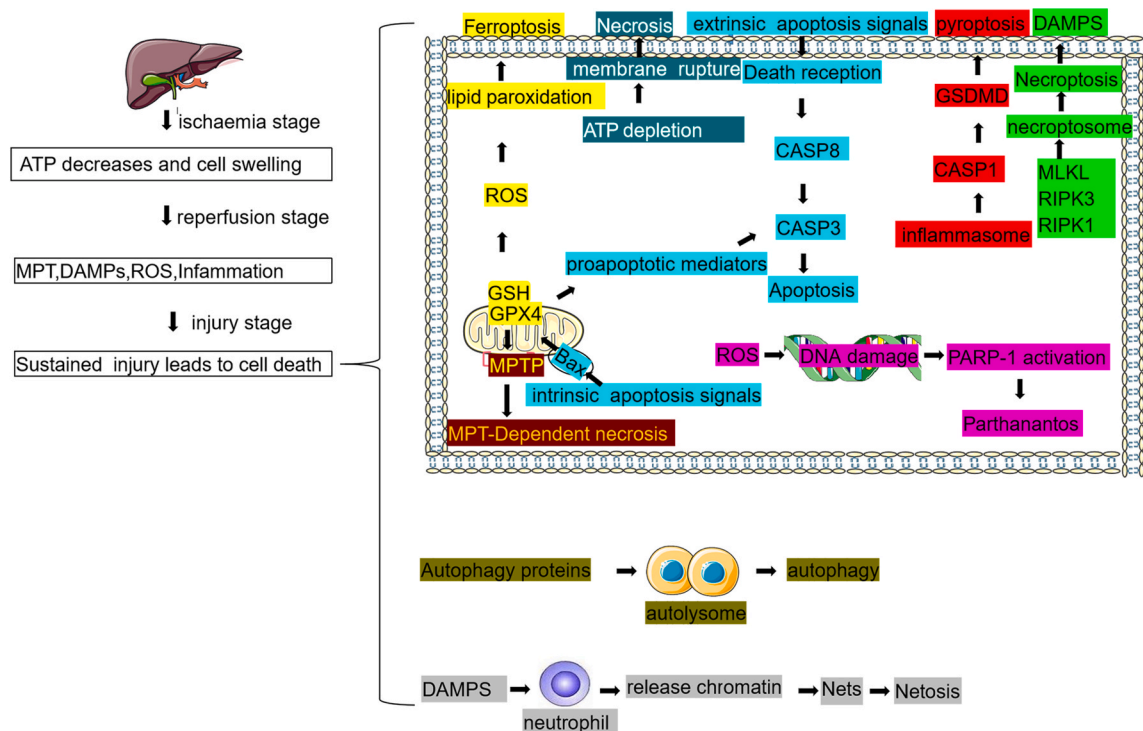 ischaemia stage
ATP decreases and cell swelling
reperfusion stage
MPT,DAMPs,ROS,Infammation
injury stage
Sustained injury leads to cell death
Ferroptosis
Necrosis
extrinsic apoptosis signals
pyroptosis
DAMPS
membrane rupture
Death reception
Necroptosis
lipid paroxidation
GSDMD
ATP depletion
necroptosome
CASP8
CASP1
MLKL
RIPK3
RIPK1
ROS
CASP3
inflammasome
proapoptotic mediators
Apoptosis
GSH
GPX4
MPTP
Bax
intrinsic apoptosis signals
MPT-Dependent necrosis
ROS
DNA damage
PARP-1 activation
Parthanantos
Autophagy proteins
autophagy
autolysome
DAMPS
neutrophil
release chromatin
Nets
Netosis